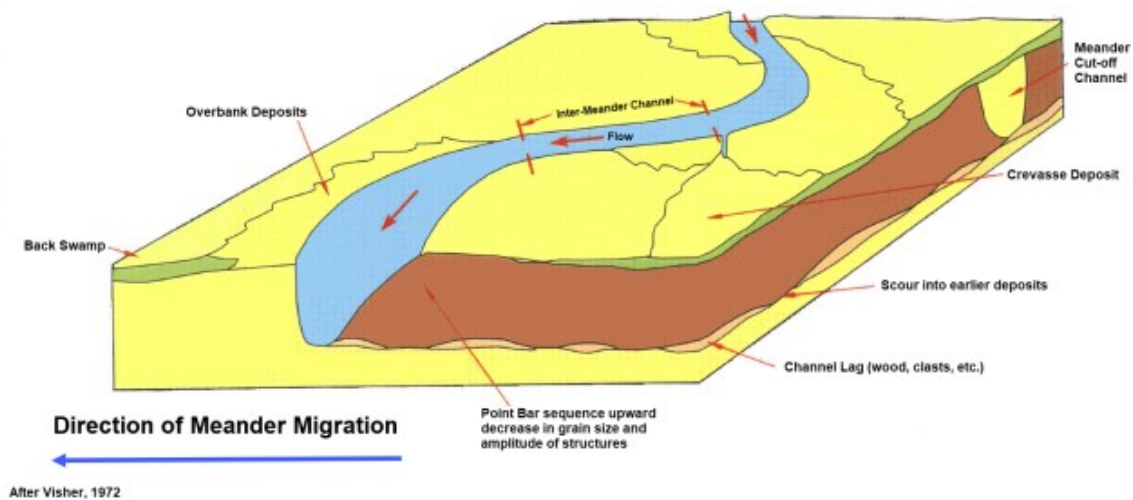 Meander
Cut-off
Channel
Overbank Deposits
Inter-Meander Channel
Flow
Crevasse Deposit
Back Swamp
Scour into earlier deposits
Channel Lag (wood, clasts, etc.)
Point Bar sequence upward
decrease in grain size and
amplitude of structures
Direction of Meander Migration
After Visher, 1972